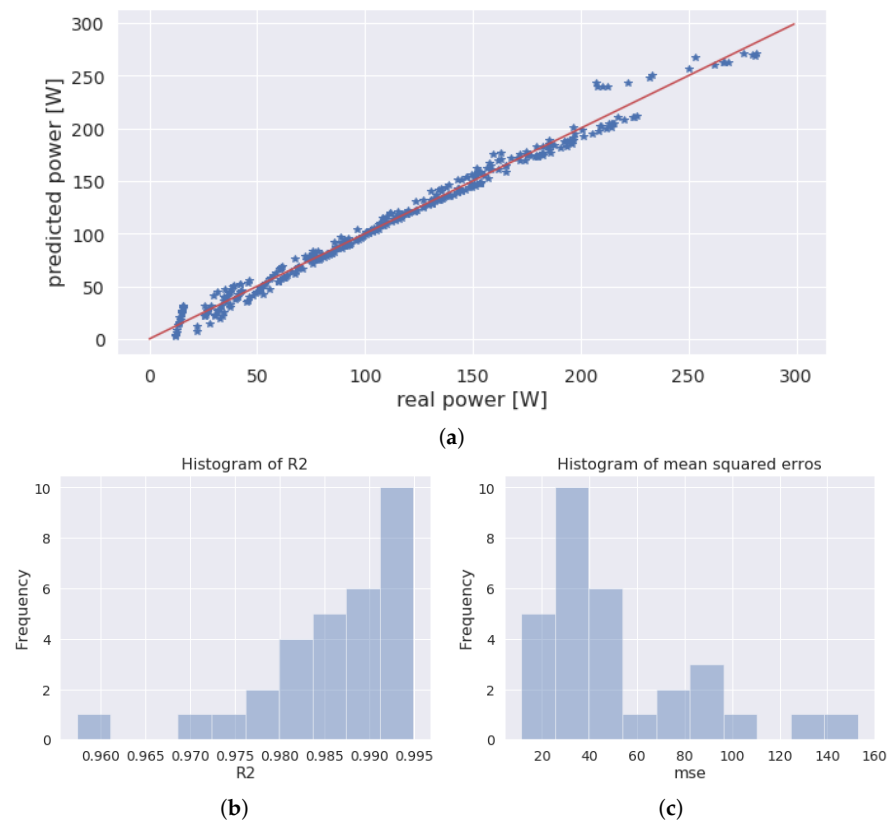 300
250
200
150
100
50
0
predicted power [W]
0 50 100 150 200 250 300
real power [W]
(a)
Histogram of R2
10
8
6
4
2
0
Frequency
0.960 0.965 0.970 0.975 0.980 0.985 0.990 0.995
R2
(b)
Histogram of mean squared erros
10
8
6
4
2
0
Frequency
20 40 60 80 100 120 140 160
mse
(c)